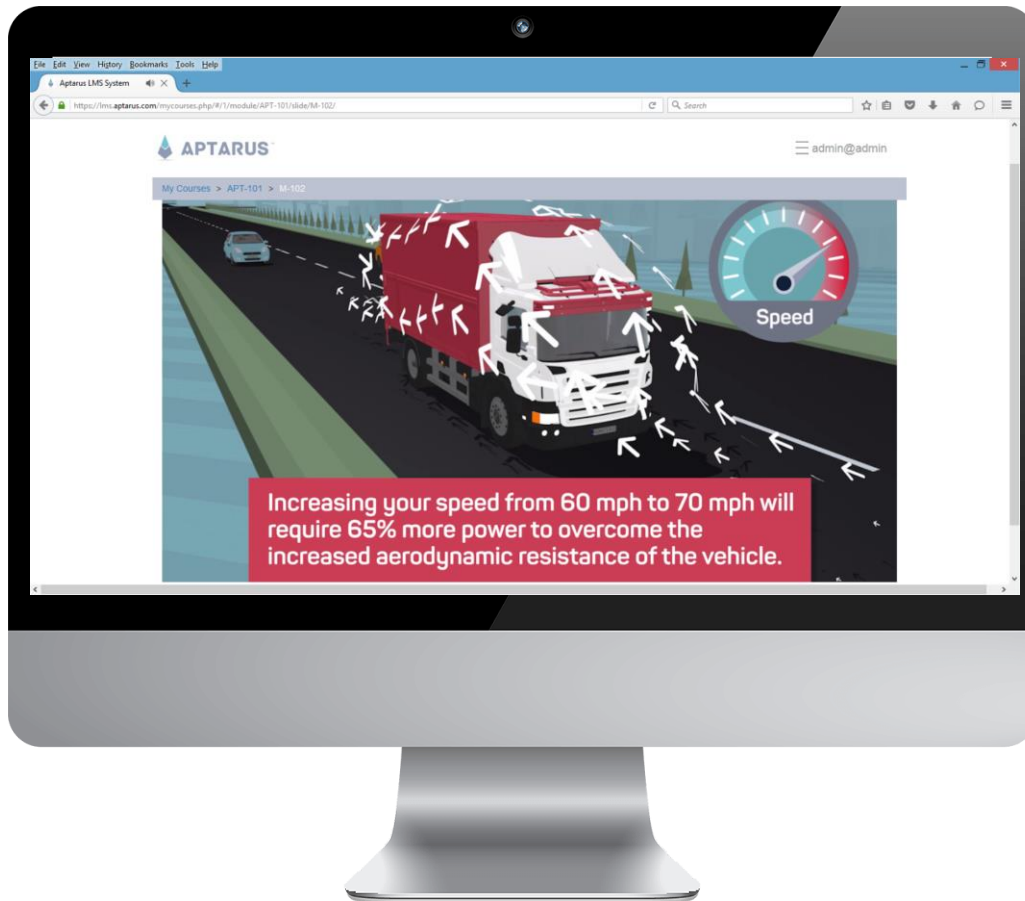 File Edit View History Bookmarks Tools Help
Aptarus LMS System
https://lms.aptarus.com/mycourses.php/#/1/module/APT-101/slide/M-102/
Search
APTARUS
admin@admin
My Courses > APT-101 > M-102
Speed
Increasing your speed from 60 mph to 70 mph will
require 65% more power to overcome the
increased aerodynamic resistance of the vehicle.